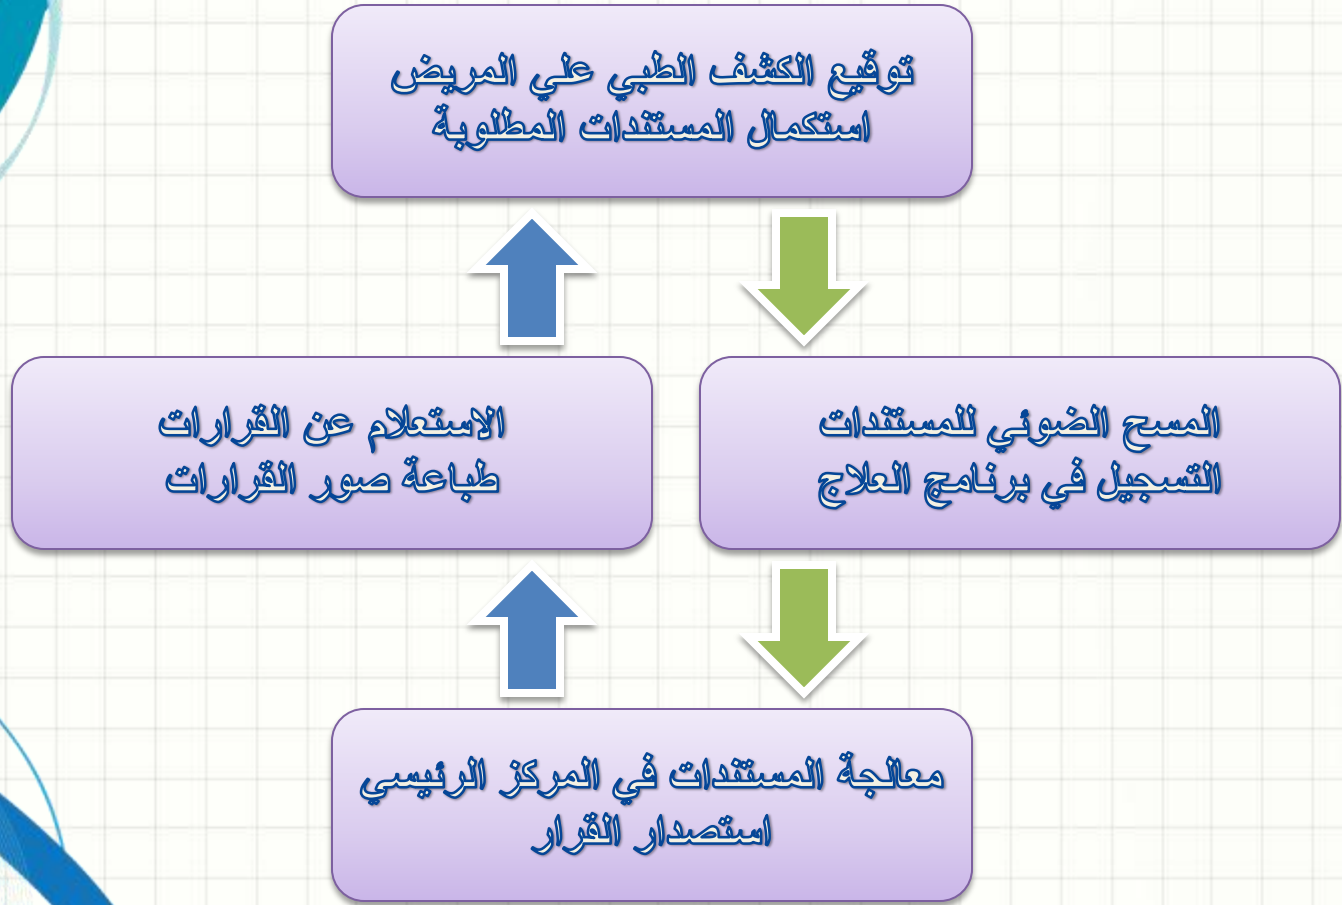 توقيع الكشف الطبي علي المريض
استكمال المستندات المطلوبة
المسح الضوئي للمستندات
التسجيل في برنامج العلاج
الاستعلام عن القرارات
طباعة صور القرارات
معالجة المستندات في المركز الرئيسي
استصدار القرار